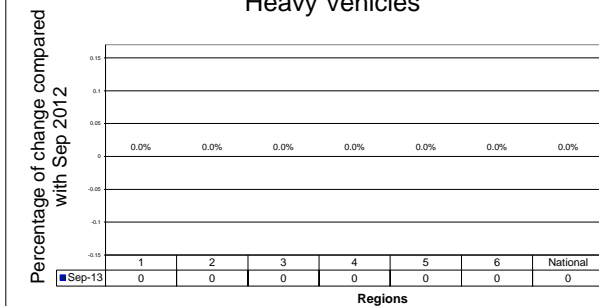 Heavy Vehicles
Percentage of change compared
with Sep 2012
0.15
0.1
0.05
0
-0.05
-0.1
-0.15
0.0% 0.0% 0.0% 0.0% 0.0% 0.0% 0.0%
1 2 3 4 5 6 National
Sep-13 0 0 0 0 0 0 0
Regions